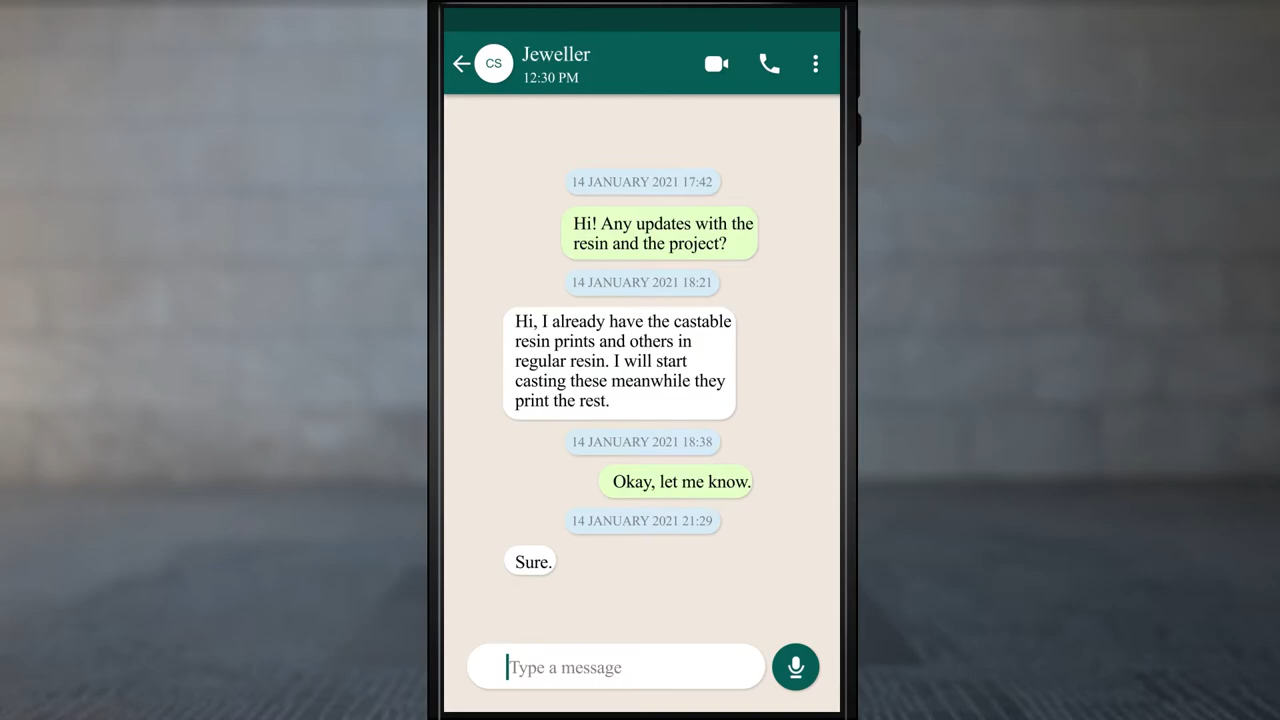 CS
Jeweller
12:30 PM
14 JANUARY 2021 17:42
Hi! Any updates with the
resin and the project?
14 JANUARY 2021 18:21
Hi, I already have the castable
resin prints and others in
regular resin. I will start
casting these meanwhile they
print the rest.
14 JANUARY 2021 18:38
Okay, let me know.
14 JANUARY 2021 21:29
Sure.
Type a message